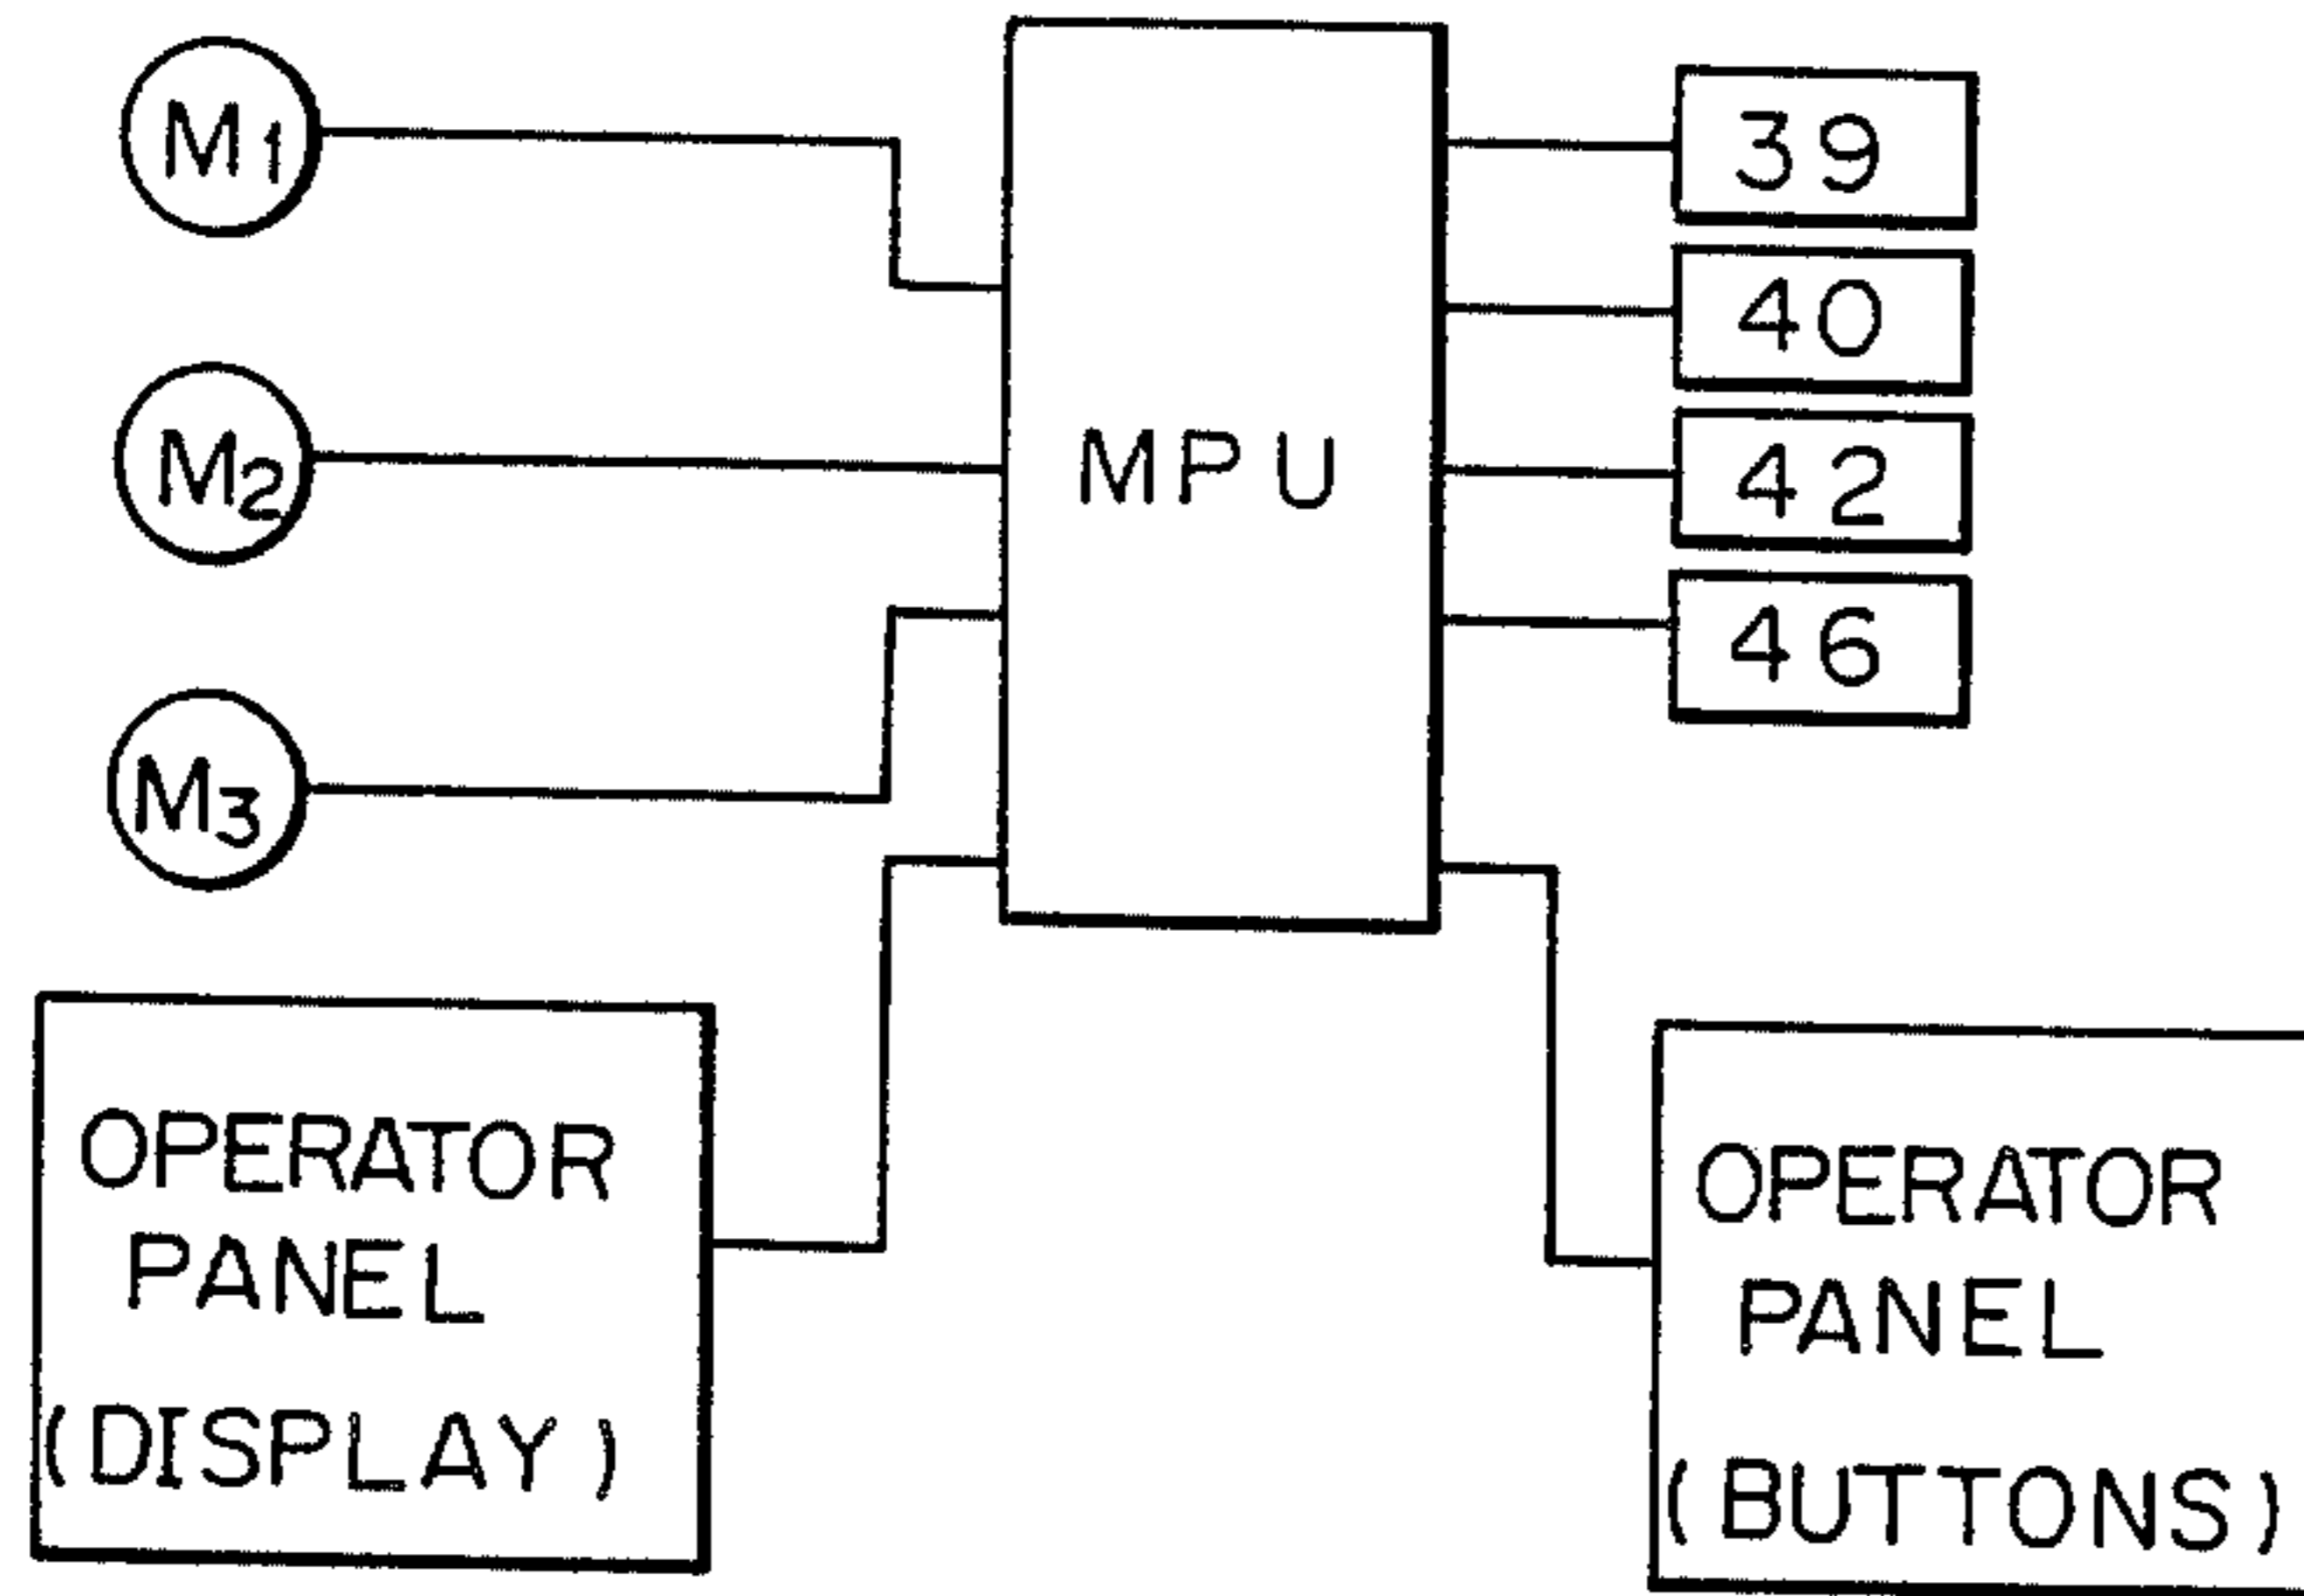 M1
M2
M3
MPU
39
40
42
46
OPERATOR
PANEL
(DISPLAY)
OPERATOR
PANEL
(BUTTONS)